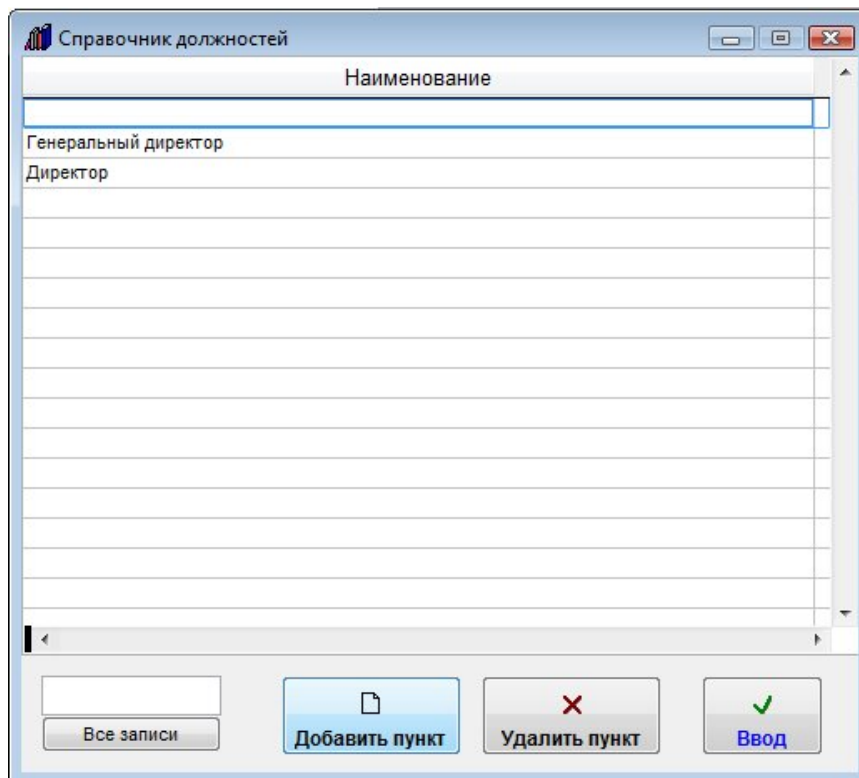 Справочник должностей
Наименование
Генеральный директор
Директор
Все записи
Добавить пункт
Удалить пункт
Ввод